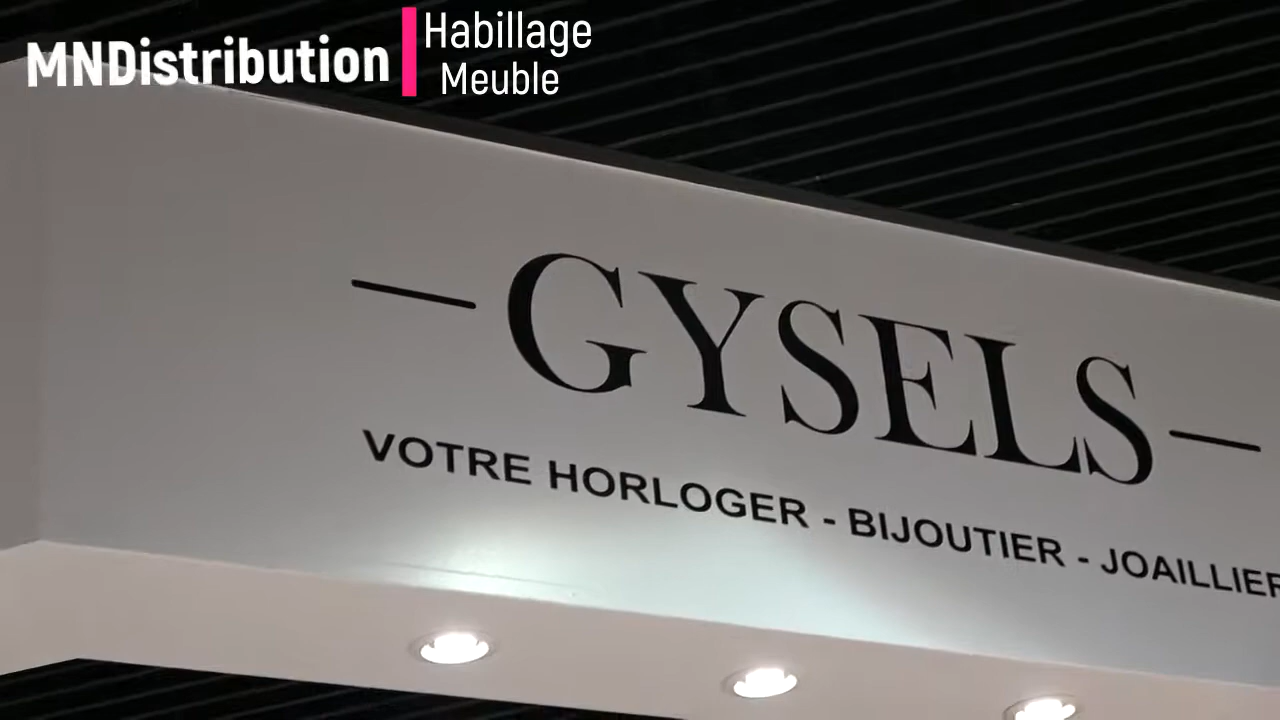 MNDistribution
Habillage
Meuble
— GYSELS —
VOTRE HORLOGER - BIJOUTIER - JOAILLIER